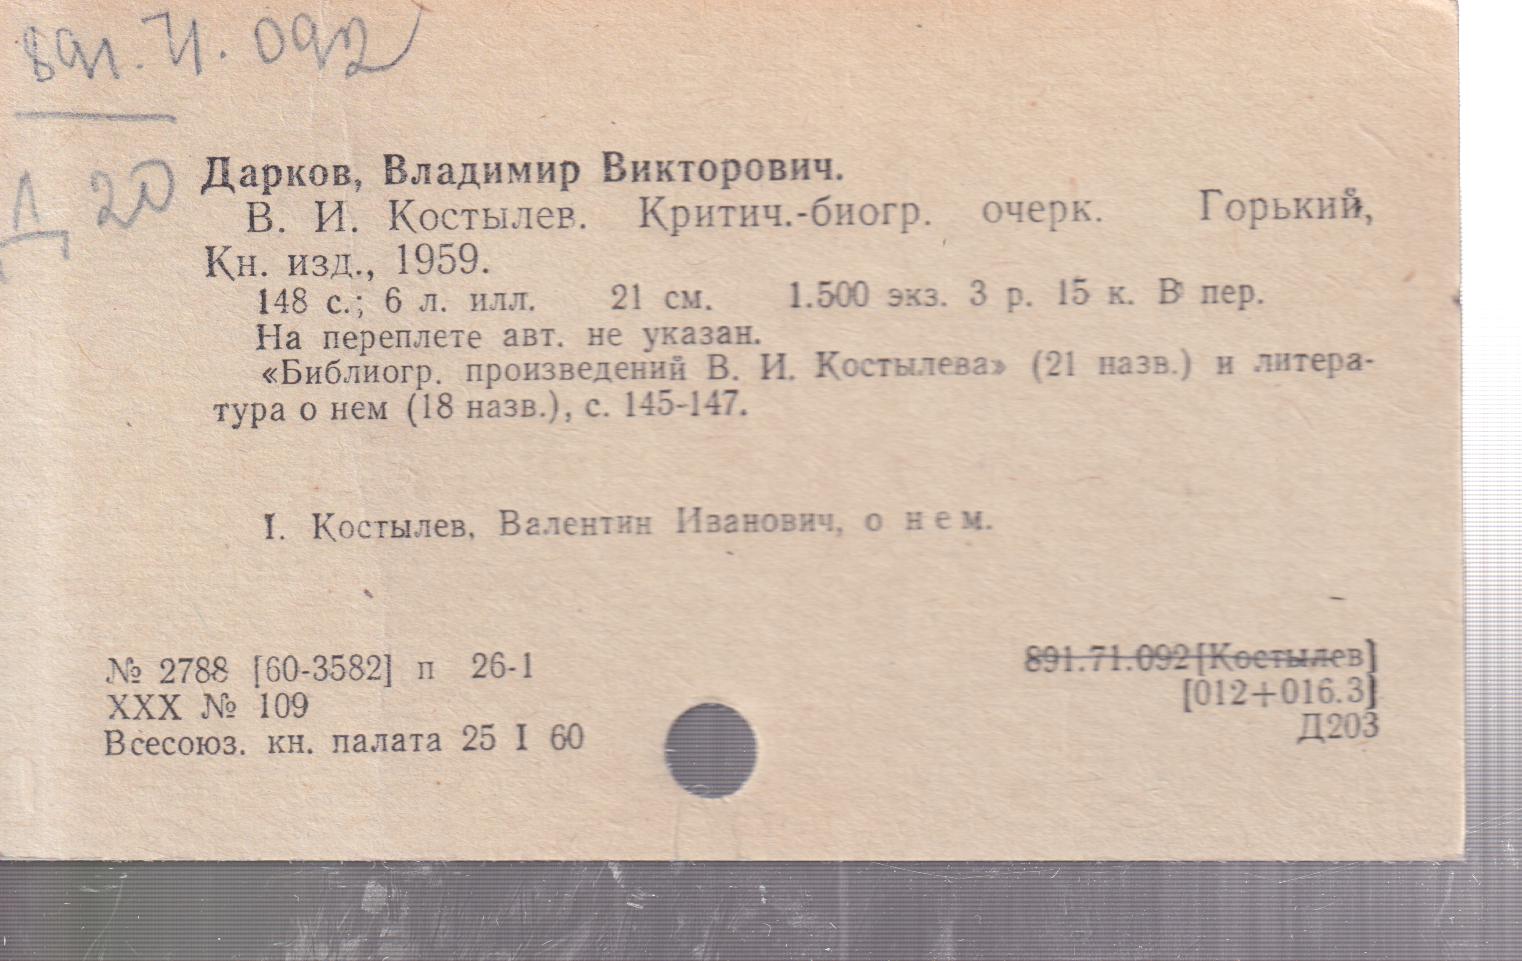 891.71.092
Д 20
Дарков, Владимир Викторович.
В. И. Костылев. Критич.-биогр. очерк. Горький,
Кн. изд., 1959.
148 с.; 6 л. илл. 21 см. 1.500 экз. 3 р. 15 к. В пер.
На переплете авт. не указан.
«Библиогр. произведений В. И. Костылева» (21 назв.) и литера-
тура о нем (18 назв.), с. 145-147.
I. Костылев, Валентин Иванович, о нем.
№ 2788 [60-3582] п 26-1
891.71.092[Костылев]
XXX № 109
[012+016.3]
Всесоюз. кн. палата 25 I 60
Д203